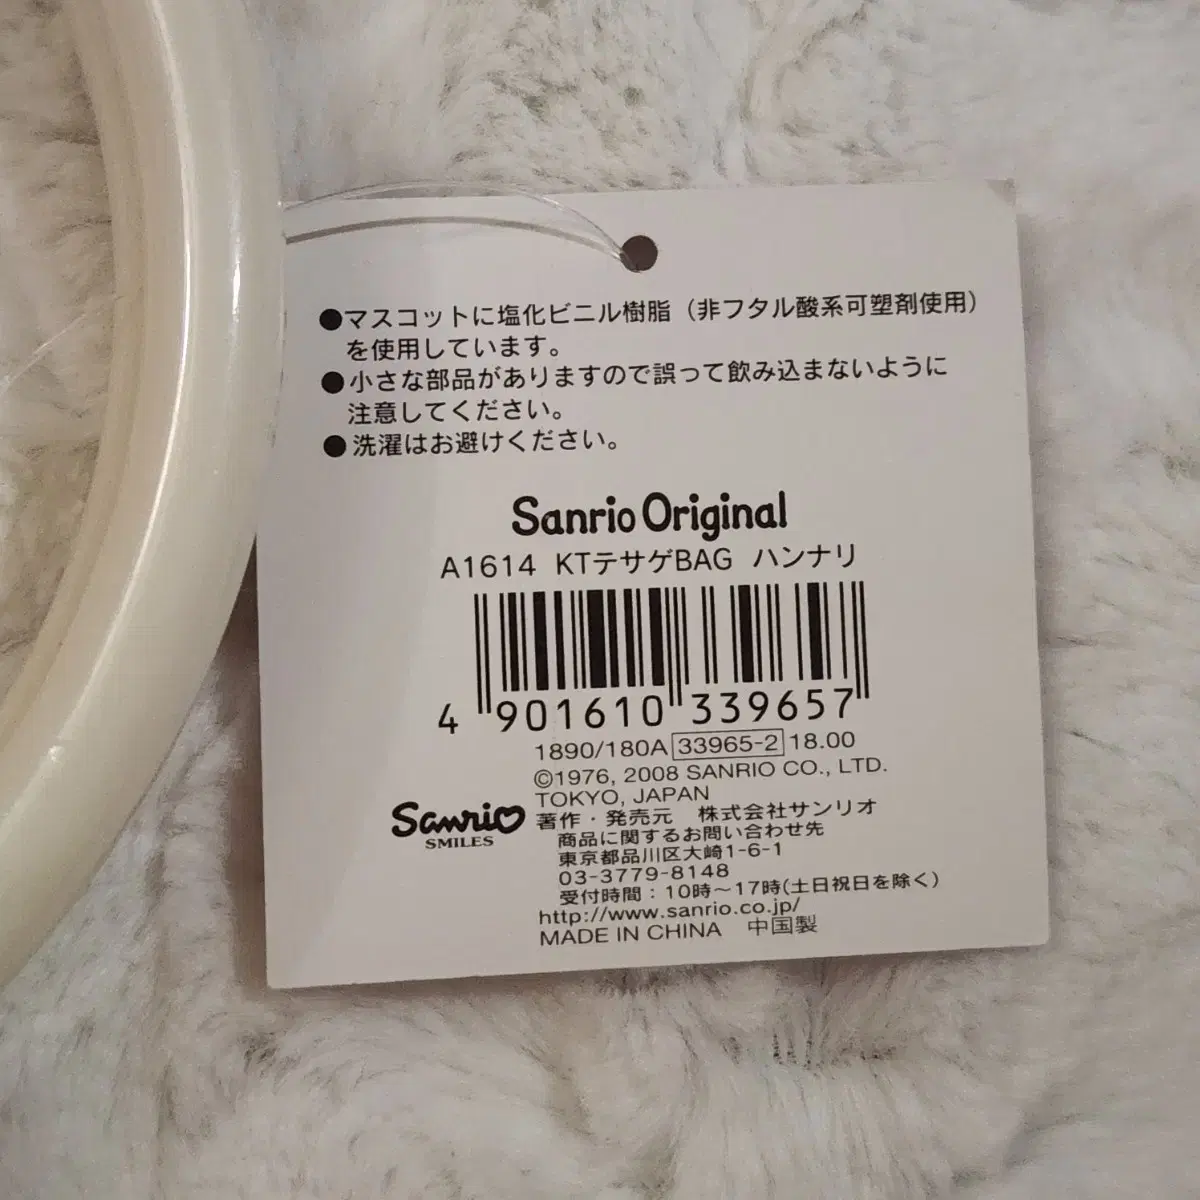 ●マスコットに塩化ビニル樹脂（非フタル酸系可塑剤使用）
を使用しています。
●小さな部品がありますので誤って飲み込まないように
注意してください。
●洗濯はお避けください。
Sanrio Original
A1614 KTテサゲBAG ハンナリ
4 901610 339657
1890/180A 33965-2 18.00
©1976, 2008 SANRIO CO., LTD.
TOKYO, JAPAN
Sanrio
SMILES
著作・発売元 株式会社サンリオ
商品に関するお問い合わせ先
東京都品川区大崎1-6-1
03-3779-8148
受付時間：10時～17時(土日祝日を除く)
http://www.sanrio.co.jp/
MADE IN CHINA 中国製